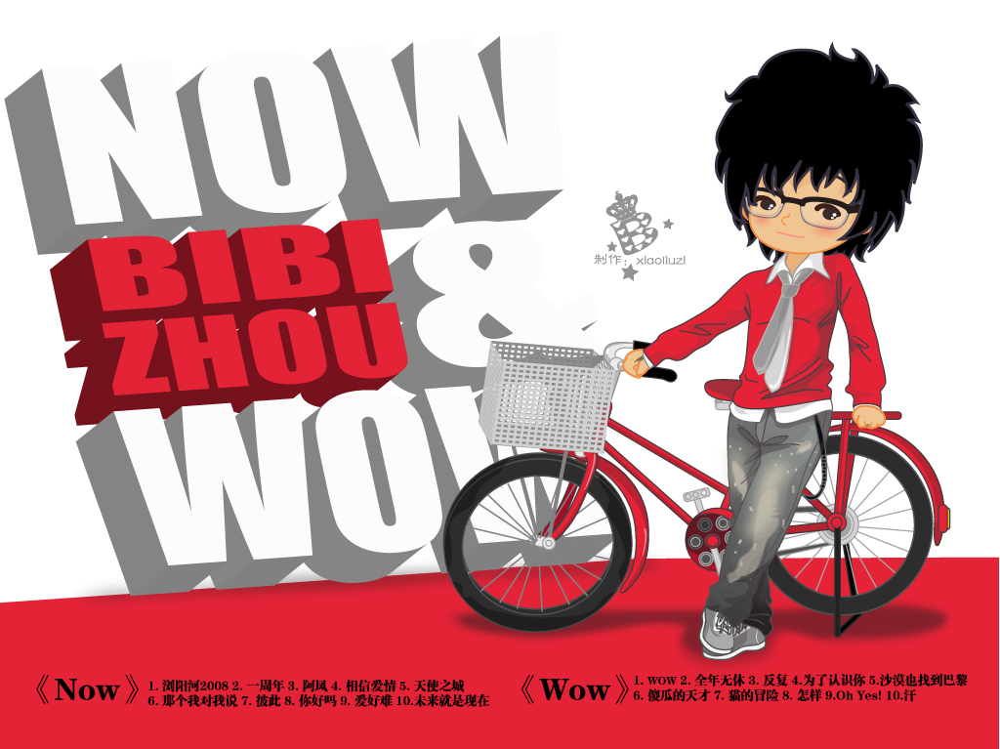 NOW
BIBI
ZHOU
&
WOW
制作：xiaoliuzi
《Now》
1. 浏阳河2008 2. 一周年 3. 阿凤 4. 相信爱情 5. 天使之城
6. 那个我对我说 7. 彼此 8. 你好吗 9. 爱好难 10.未来就是现在
《Wow》
1. WOW 2. 全年无休 3. 反复 4.为了认识你 5.沙漠也找到巴黎
6. 傻瓜的天才 7. 猫的冒险 8. 怎样 9.Oh Yes! 10.汗